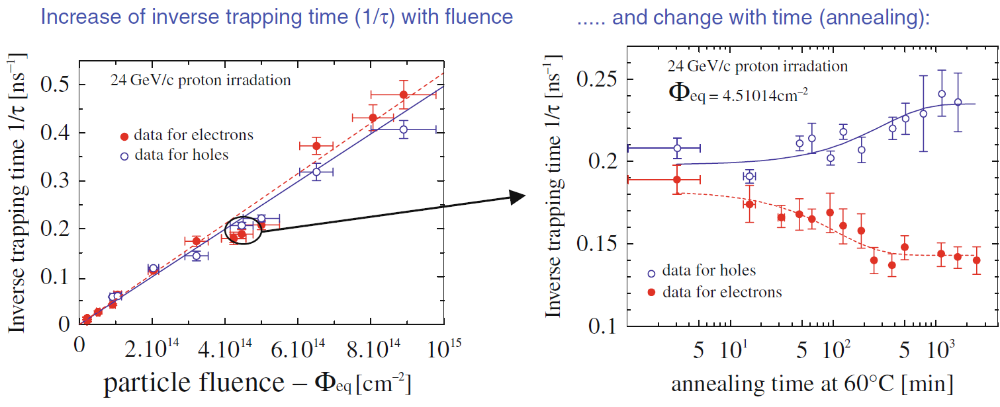 Increase of inverse trapping time (1/τ) with fluence
..... and change with time (annealing):
Inverse trapping time 1/τ [ns⁻¹]
0.5
0.4
0.3
0.2
0.1
0
24 GeV/c proton irradiation
data for electrons
data for holes
0 2.10¹⁴ 4.10¹⁴ 6.10¹⁴ 8.10¹⁴ 10¹⁵
particle fluence – Φeq [cm⁻²]
Inverse trapping time 1/τ [ns⁻¹]
0.25
0.2
0.15
0.1
24 GeV/c proton irradiation
Φeq = 4.51014cm⁻²
data for holes
data for electrons
5 10¹ 5 10² 5 10³
annealing time at 60°C [min]